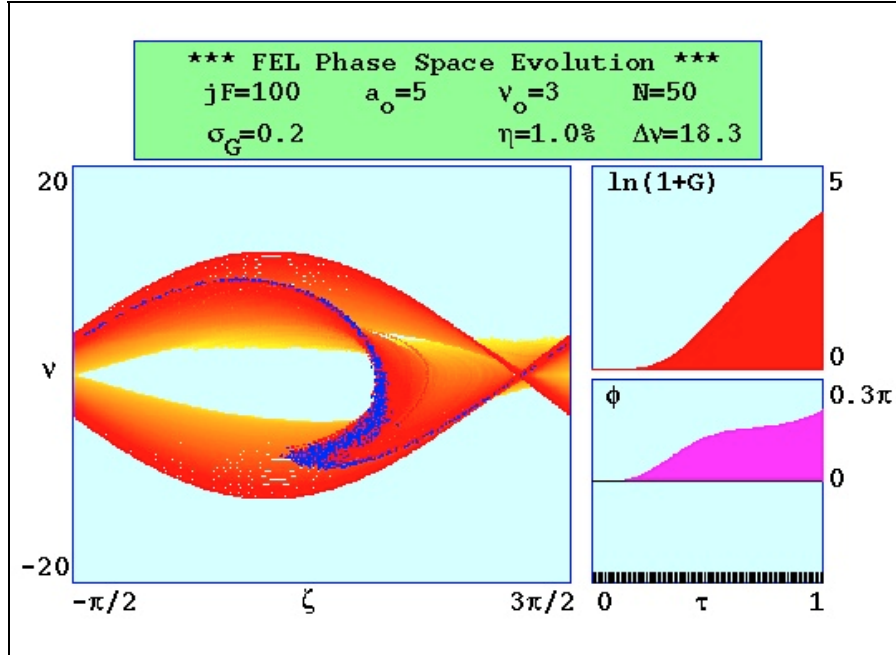 *** FEL Phase Space Evolution ***
jF=100 a₀=5 ν₀=3 N=50
σ_G=0.2 η=1.0% Δν=18.3
20
ν
-20
-π/2 ζ 3π/2
ln(1+G) 5
0
ϕ 0.3π
0
0 τ 1